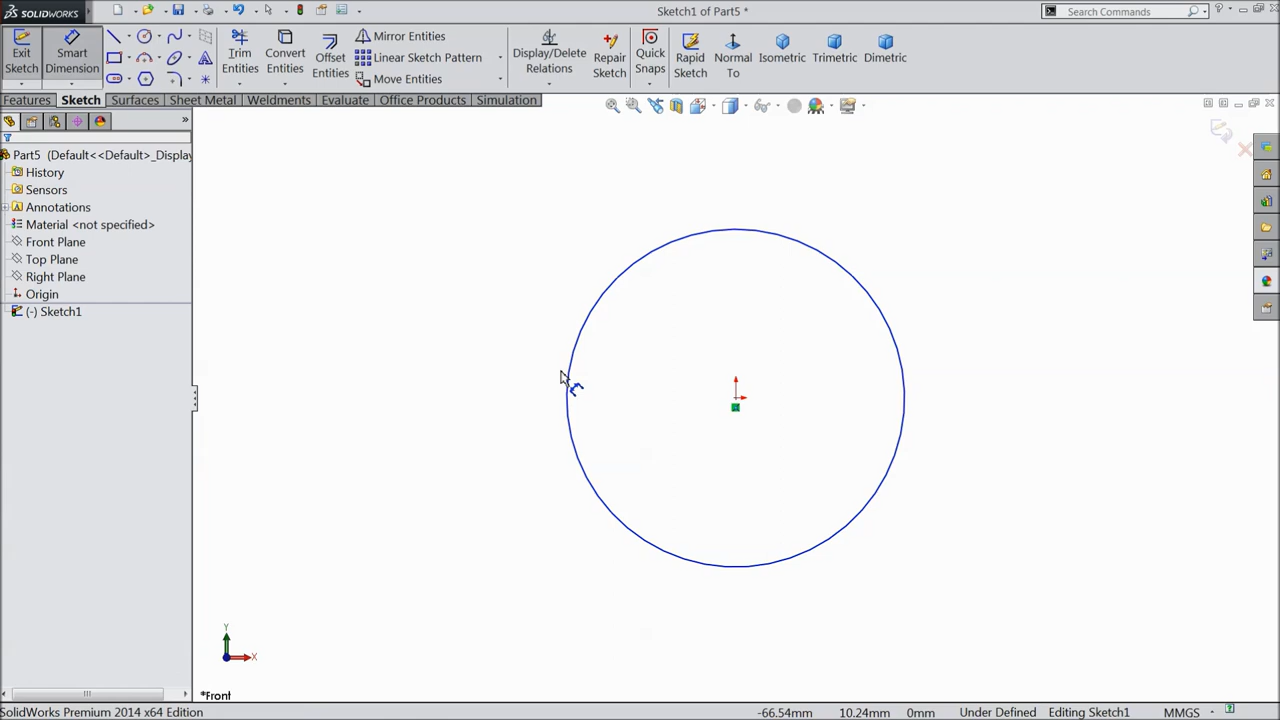 SOLIDWORKS
Sketch1 of Part5 *
Search Commands
Exit Sketch
Smart Dimension
Trim Entities
Convert Entities
Offset Entities
Mirror Entities
Linear Sketch Pattern
Move Entities
Display/Delete Relations
Repair Sketch
Quick Snaps
Rapid Sketch
Normal To
Isometric
Trimetric
Dimetric
Features
Sketch
Surfaces
Sheet Metal
Weldments
Evaluate
Office Products
Simulation
Part5 (Default<<Default>_Display
History
Sensors
Annotations
Material <not specified>
Front Plane
Top Plane
Right Plane
Origin
(-) Sketch1
Y
X
*Front
SolidWorks Premium 2014 x64 Edition
-66.54mm
10.24mm
0mm
Under Defined
Editing Sketch1
MMGS